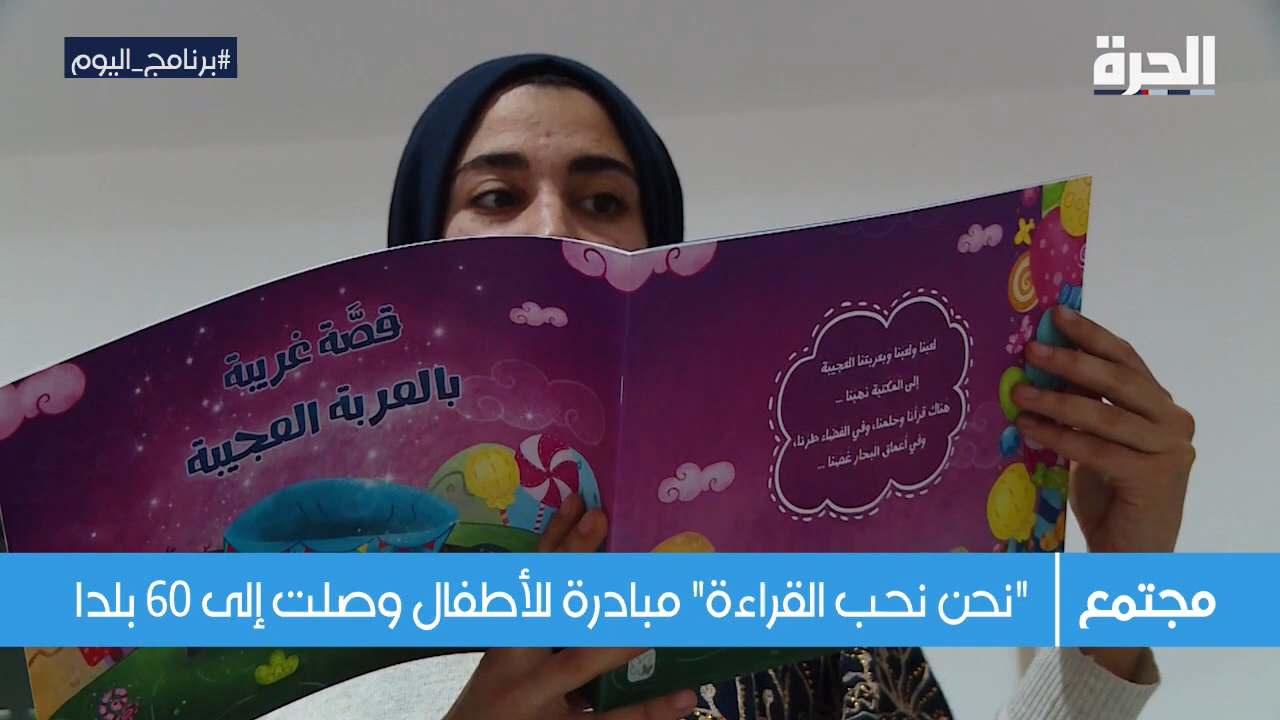 #برنامج_اليوم
الحرة
قصَّة غريبة
بالعربة العجيبة
لعبنا ولعبنا وبعربتنا العجيبة
إلى المكتبة ذهبنا ...
هناك قرأنا وحلمنا، وفي الفضاء طرنا،
وفي أعماق البحار غصنا ...
مجتمع
"نحن نحب القراءة" مبادرة للأطفال وصلت إلى 60 بلدا